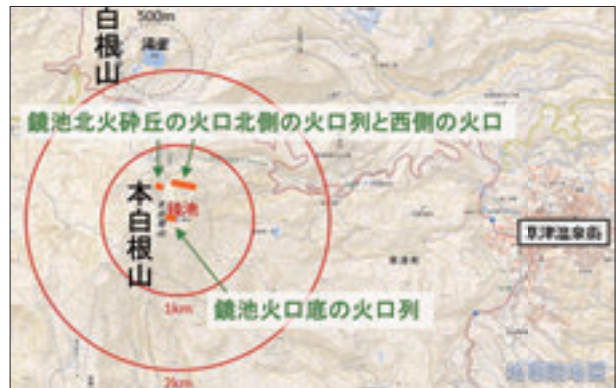 500m
白根山
湯釜
鏡池北火砕丘の火口北側の火口列と西側の火口
本白根山
鏡池
草津温泉街
鏡池火口底の火口列
1km
2km